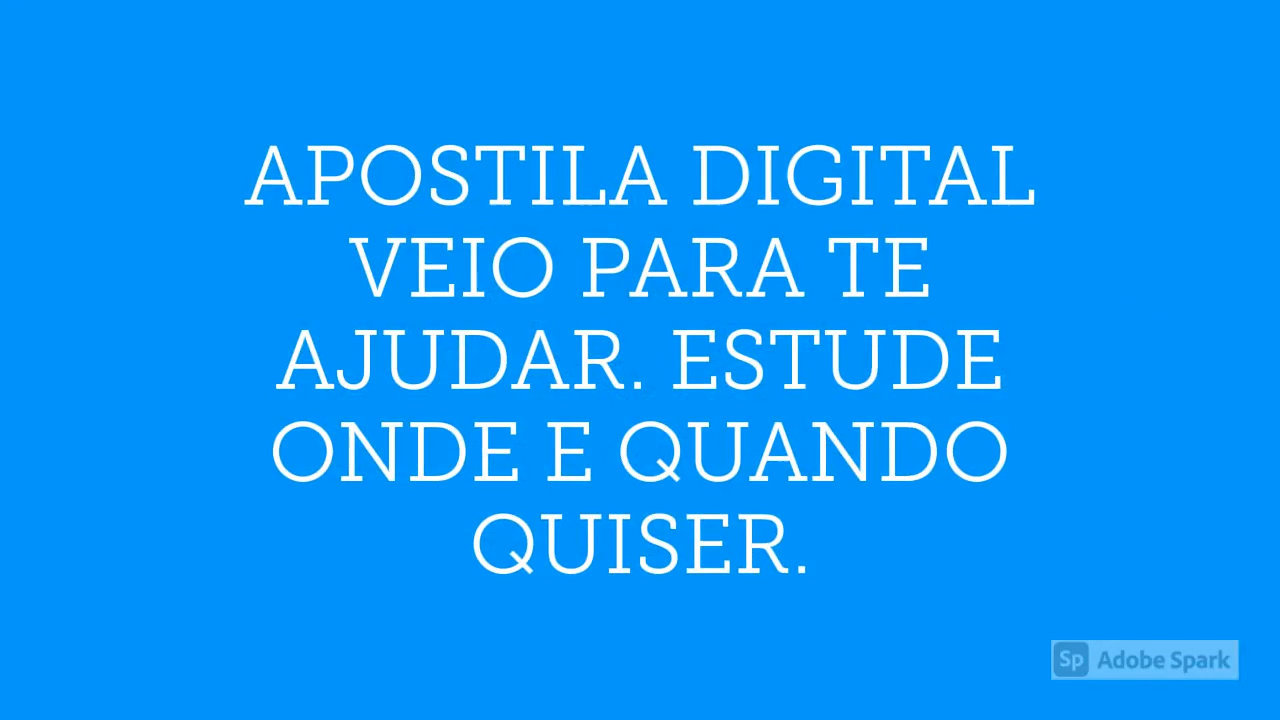 APOSTILA DIGITAL
VEIO PARA TE
AJUDAR. ESTUDE
ONDE E QUANDO
QUISER.
Sp Adobe Spark